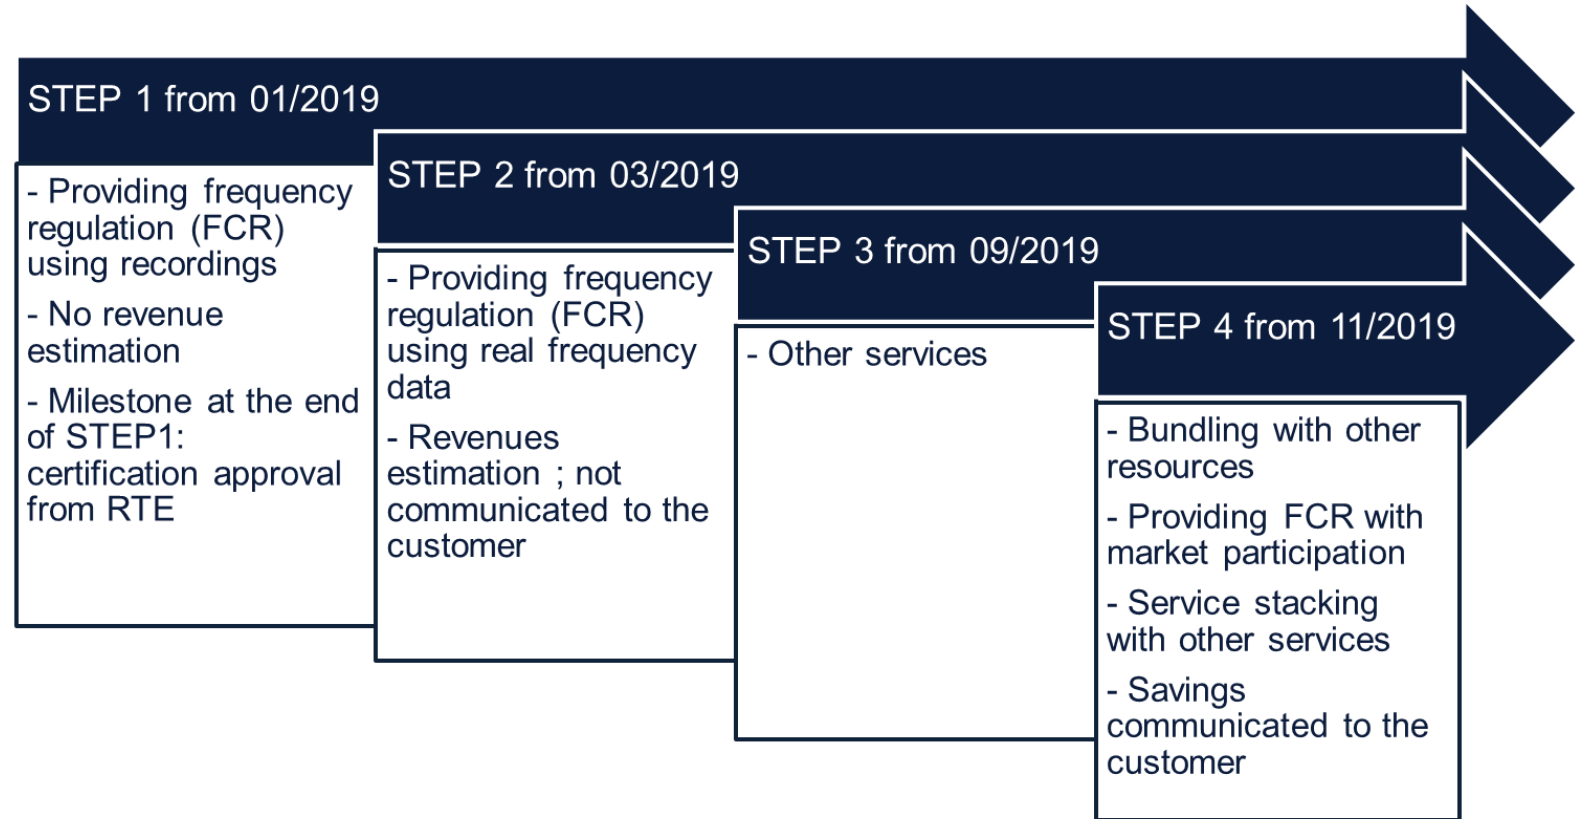 STEP 1 from 01/2019
- Providing frequency
regulation (FCR)
using recordings
- No revenue
estimation
- Milestone at the end
of STEP1:
certification approval
from RTE
STEP 2 from 03/2019
- Providing frequency
regulation (FCR)
using real frequency
data
- Revenues
estimation ; not
communicated to the
customer
STEP 3 from 09/2019
- Other services
STEP 4 from 11/2019
- Bundling with other
resources
- Providing FCR with
market participation
- Service stacking
with other services
- Savings
communicated to the
customer